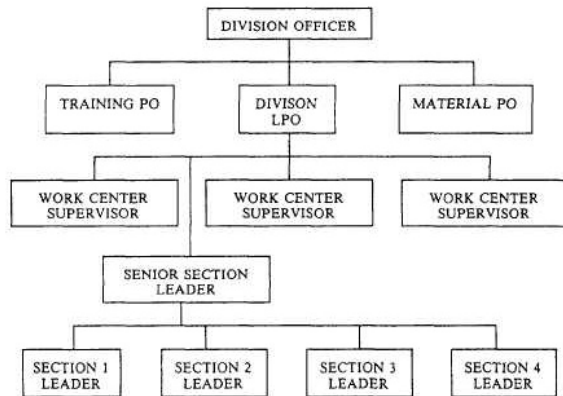 DIVISION OFFICER
TRAINING PO
DIVISON
LPO
MATERIAL PO
WORK CENTER
SUPERVISOR
WORK CENTER
SUPERVISOR
WORK CENTER
SUPERVISOR
SENIOR SECTION
LEADER
SECTION 1
LEADER
SECTION 2
LEADER
SECTION 3
LEADER
SECTION 4
LEADER